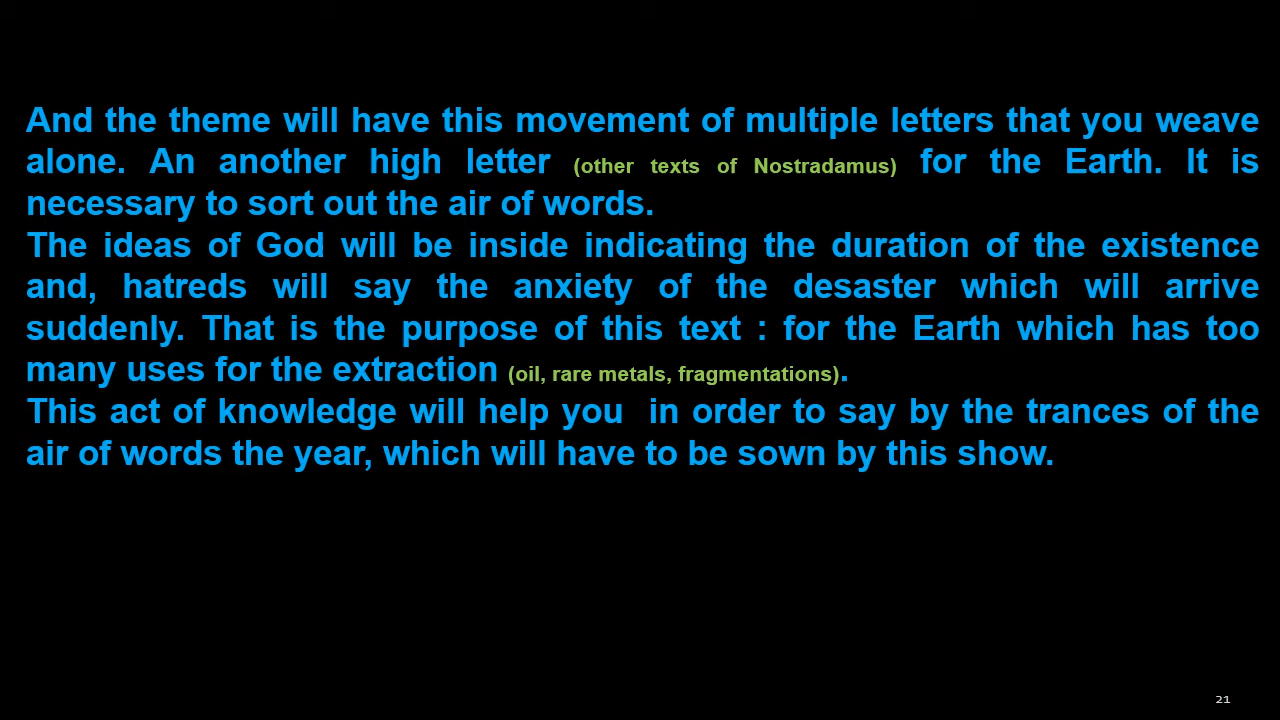 And the theme will have this movement of multiple letters that you weave
alone. An another high letter (other texts of Nostradamus) for the Earth. It is
necessary to sort out the air of words.
The ideas of God will be inside indicating the duration of the existence
and, hatreds will say the anxiety of the desaster which will arrive
suddenly. That is the purpose of this text : for the Earth which has too
many uses for the extraction (oil, rare metals, fragmentations).
This act of knowledge will help you  in order to say by the trances of the
air of words the year, which will have to be sown by this show.
21